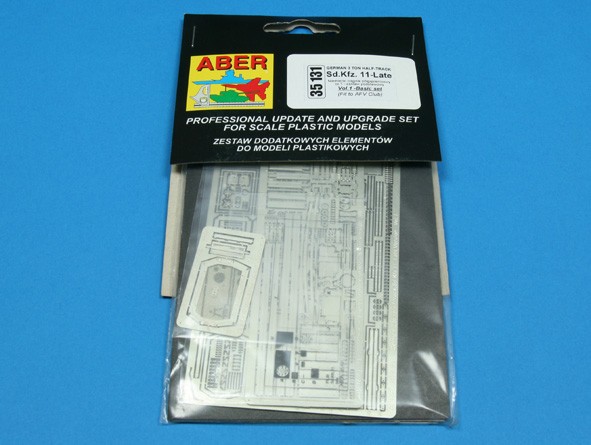 ABER
35 131
GERMAN 3 TON HALF-TRACK
Sd.Kfz. 11-Late
Vol 1 -Basic set
(Fit to AFV Club)
PROFESSIONAL UPDATE AND UPGRADE SET
FOR SCALE PLASTIC MODELS
ZESTAW DODATKOWYCH ELEMENTÓW
DO MODELI PLASTIKOWYCH